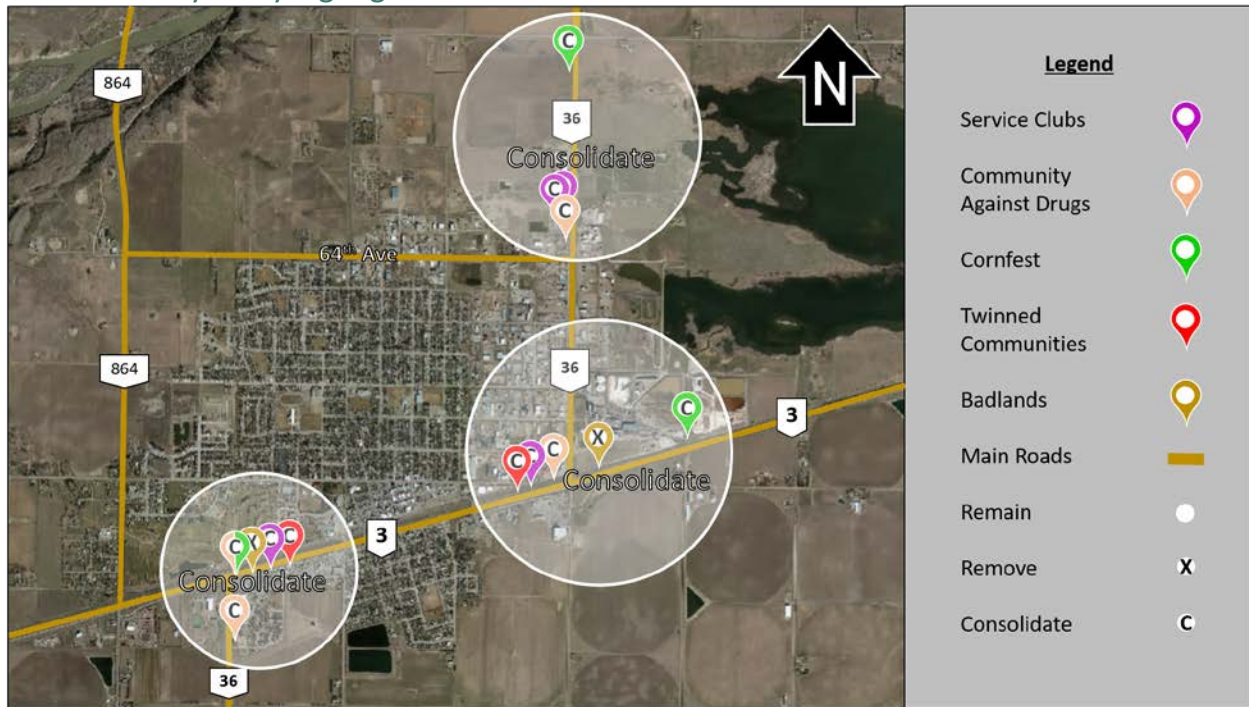 864
36
Consolidate
C
N
C
C
64th Ave
864
36
C
3
C
C
C
X
Consolidate
C
X
C
C
3
Consolidate
C
36
Legend
Service Clubs
Community
Against Drugs
Cornfest
Twinned
Communities
Badlands
Main Roads
Remain
Remove
X
Consolidate
C